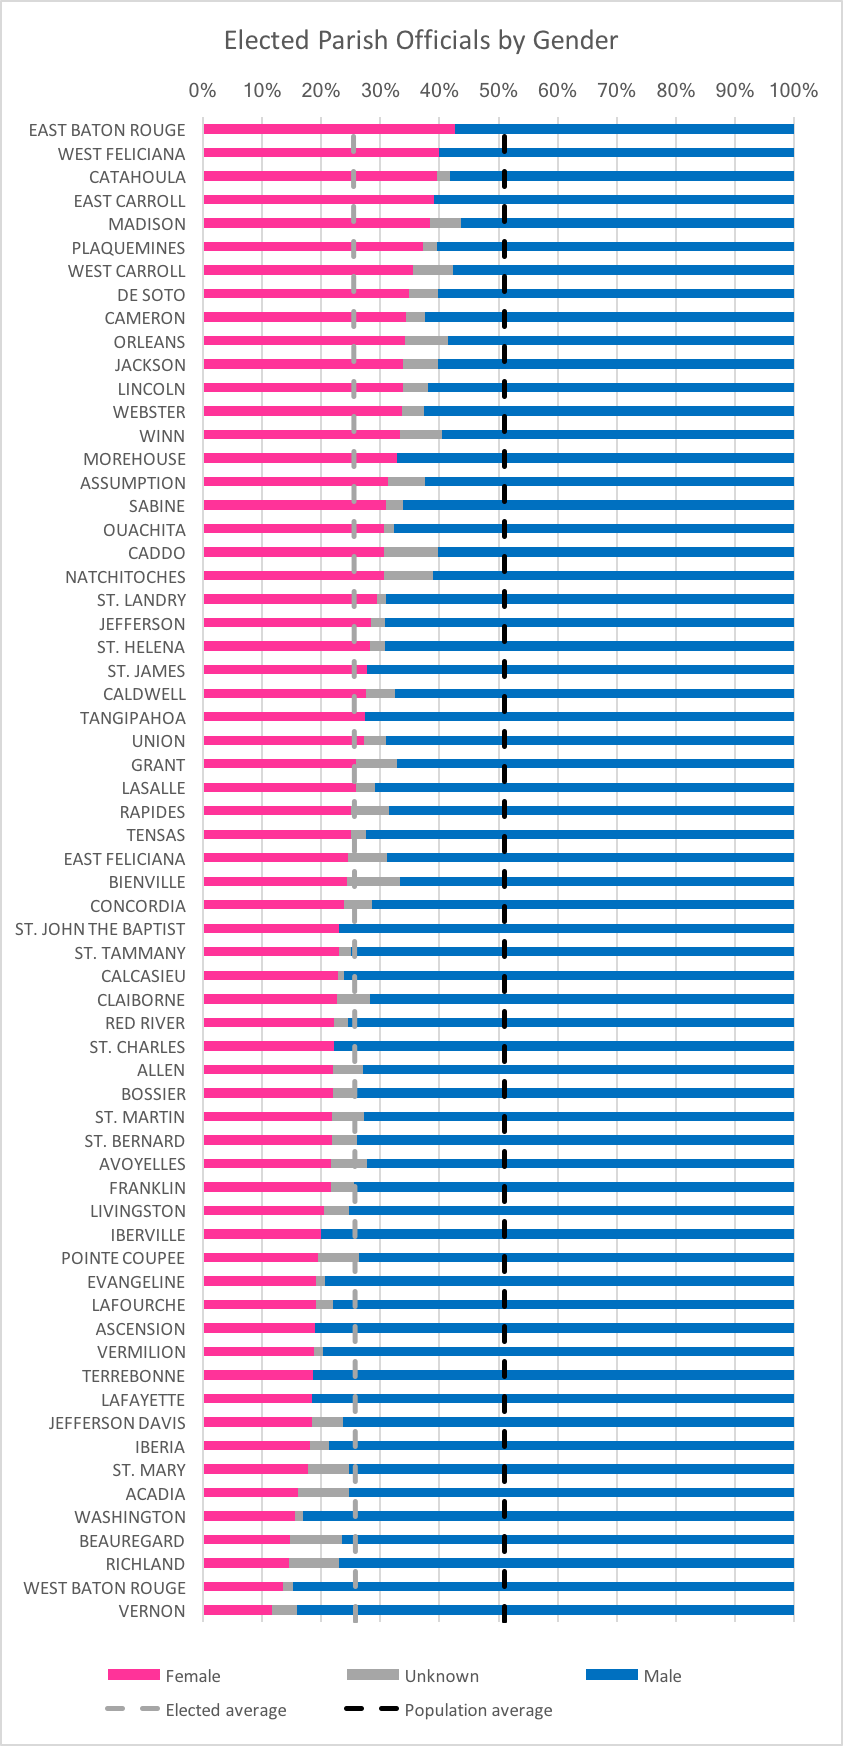 Elected Parish Officials by Gender
0% 10% 20% 30% 40% 50% 60% 70% 80% 90% 100%
EAST BATON ROUGE
WEST FELICIANA
CATAHOULA
EAST CARROLL
MADISON
PLAQUEMINES
WEST CARROLL
DE SOTO
CAMERON
ORLEANS
JACKSON
LINCOLN
WEBSTER
WINN
MOREHOUSE
ASSUMPTION
SABINE
OUACHITA
CADDO
NATCHITOCHES
ST. LANDRY
JEFFERSON
ST. HELENA
ST. JAMES
CALDWELL
TANGIPAHOA
UNION
GRANT
LASALLE
RAPIDES
TENSAS
EAST FELICIANA
BIENVILLE
CONCORDIA
ST. JOHN THE BAPTIST
ST. TAMMANY
CALCASIEU
CLAIBORNE
RED RIVER
ST. CHARLES
ALLEN
BOSSIER
ST. MARTIN
ST. BERNARD
AVOYELLES
FRANKLIN
LIVINGSTON
IBERVILLE
POINTE COUPEE
EVANGELINE
LAFOURCHE
ASCENSION
VERMILION
TERREBONNE
LAFAYETTE
JEFFERSON DAVIS
IBERIA
ST. MARY
ACADIA
WASHINGTON
BEAUREGARD
RICHLAND
WEST BATON ROUGE
VERNON
Female Unknown Male
Elected average Population average